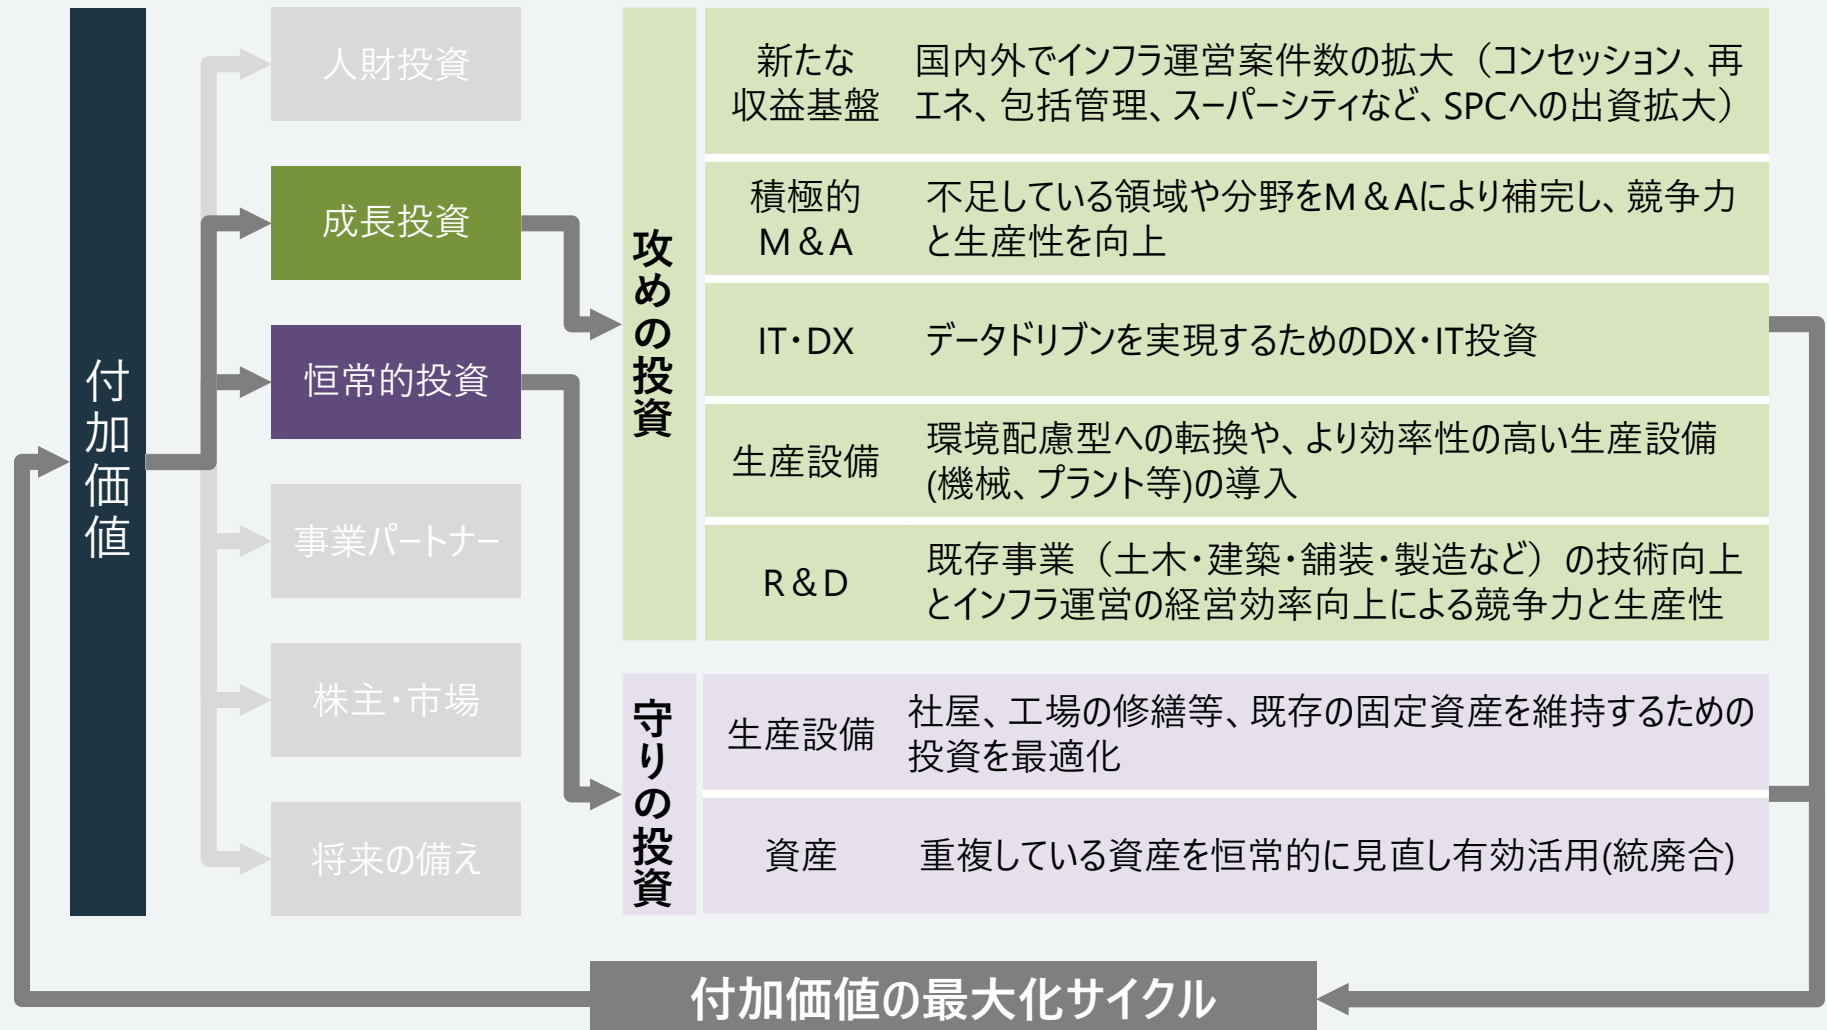 付加価値
人財投資
成長投資
恒常的投資
事業パートナー
株主・市場
将来の備え
攻めの投資
新たな
収益基盤
国内外でインフラ運営案件数の拡大（コンセッション、再
エネ、包括管理、スーパーシティなど、SPCへの出資拡大）
積極的
M＆A
不足している領域や分野をM＆Aにより補完し、競争力
と生産性を向上
IT・DX
データドリブンを実現するためのDX・IT投資
生産設備
環境配慮型への転換や、より効率性の高い生産設備
(機械、プラント等)の導入
R＆D
既存事業（土木・建築・舗装・製造など）の技術向上
とインフラ運営の経営効率向上による競争力と生産性
守りの投資
生産設備
社屋、工場の修繕等、既存の固定資産を維持するための
投資を最適化
資産
重複している資産を恒常的に見直し有効活用(統廃合)
付加価値の最大化サイクル